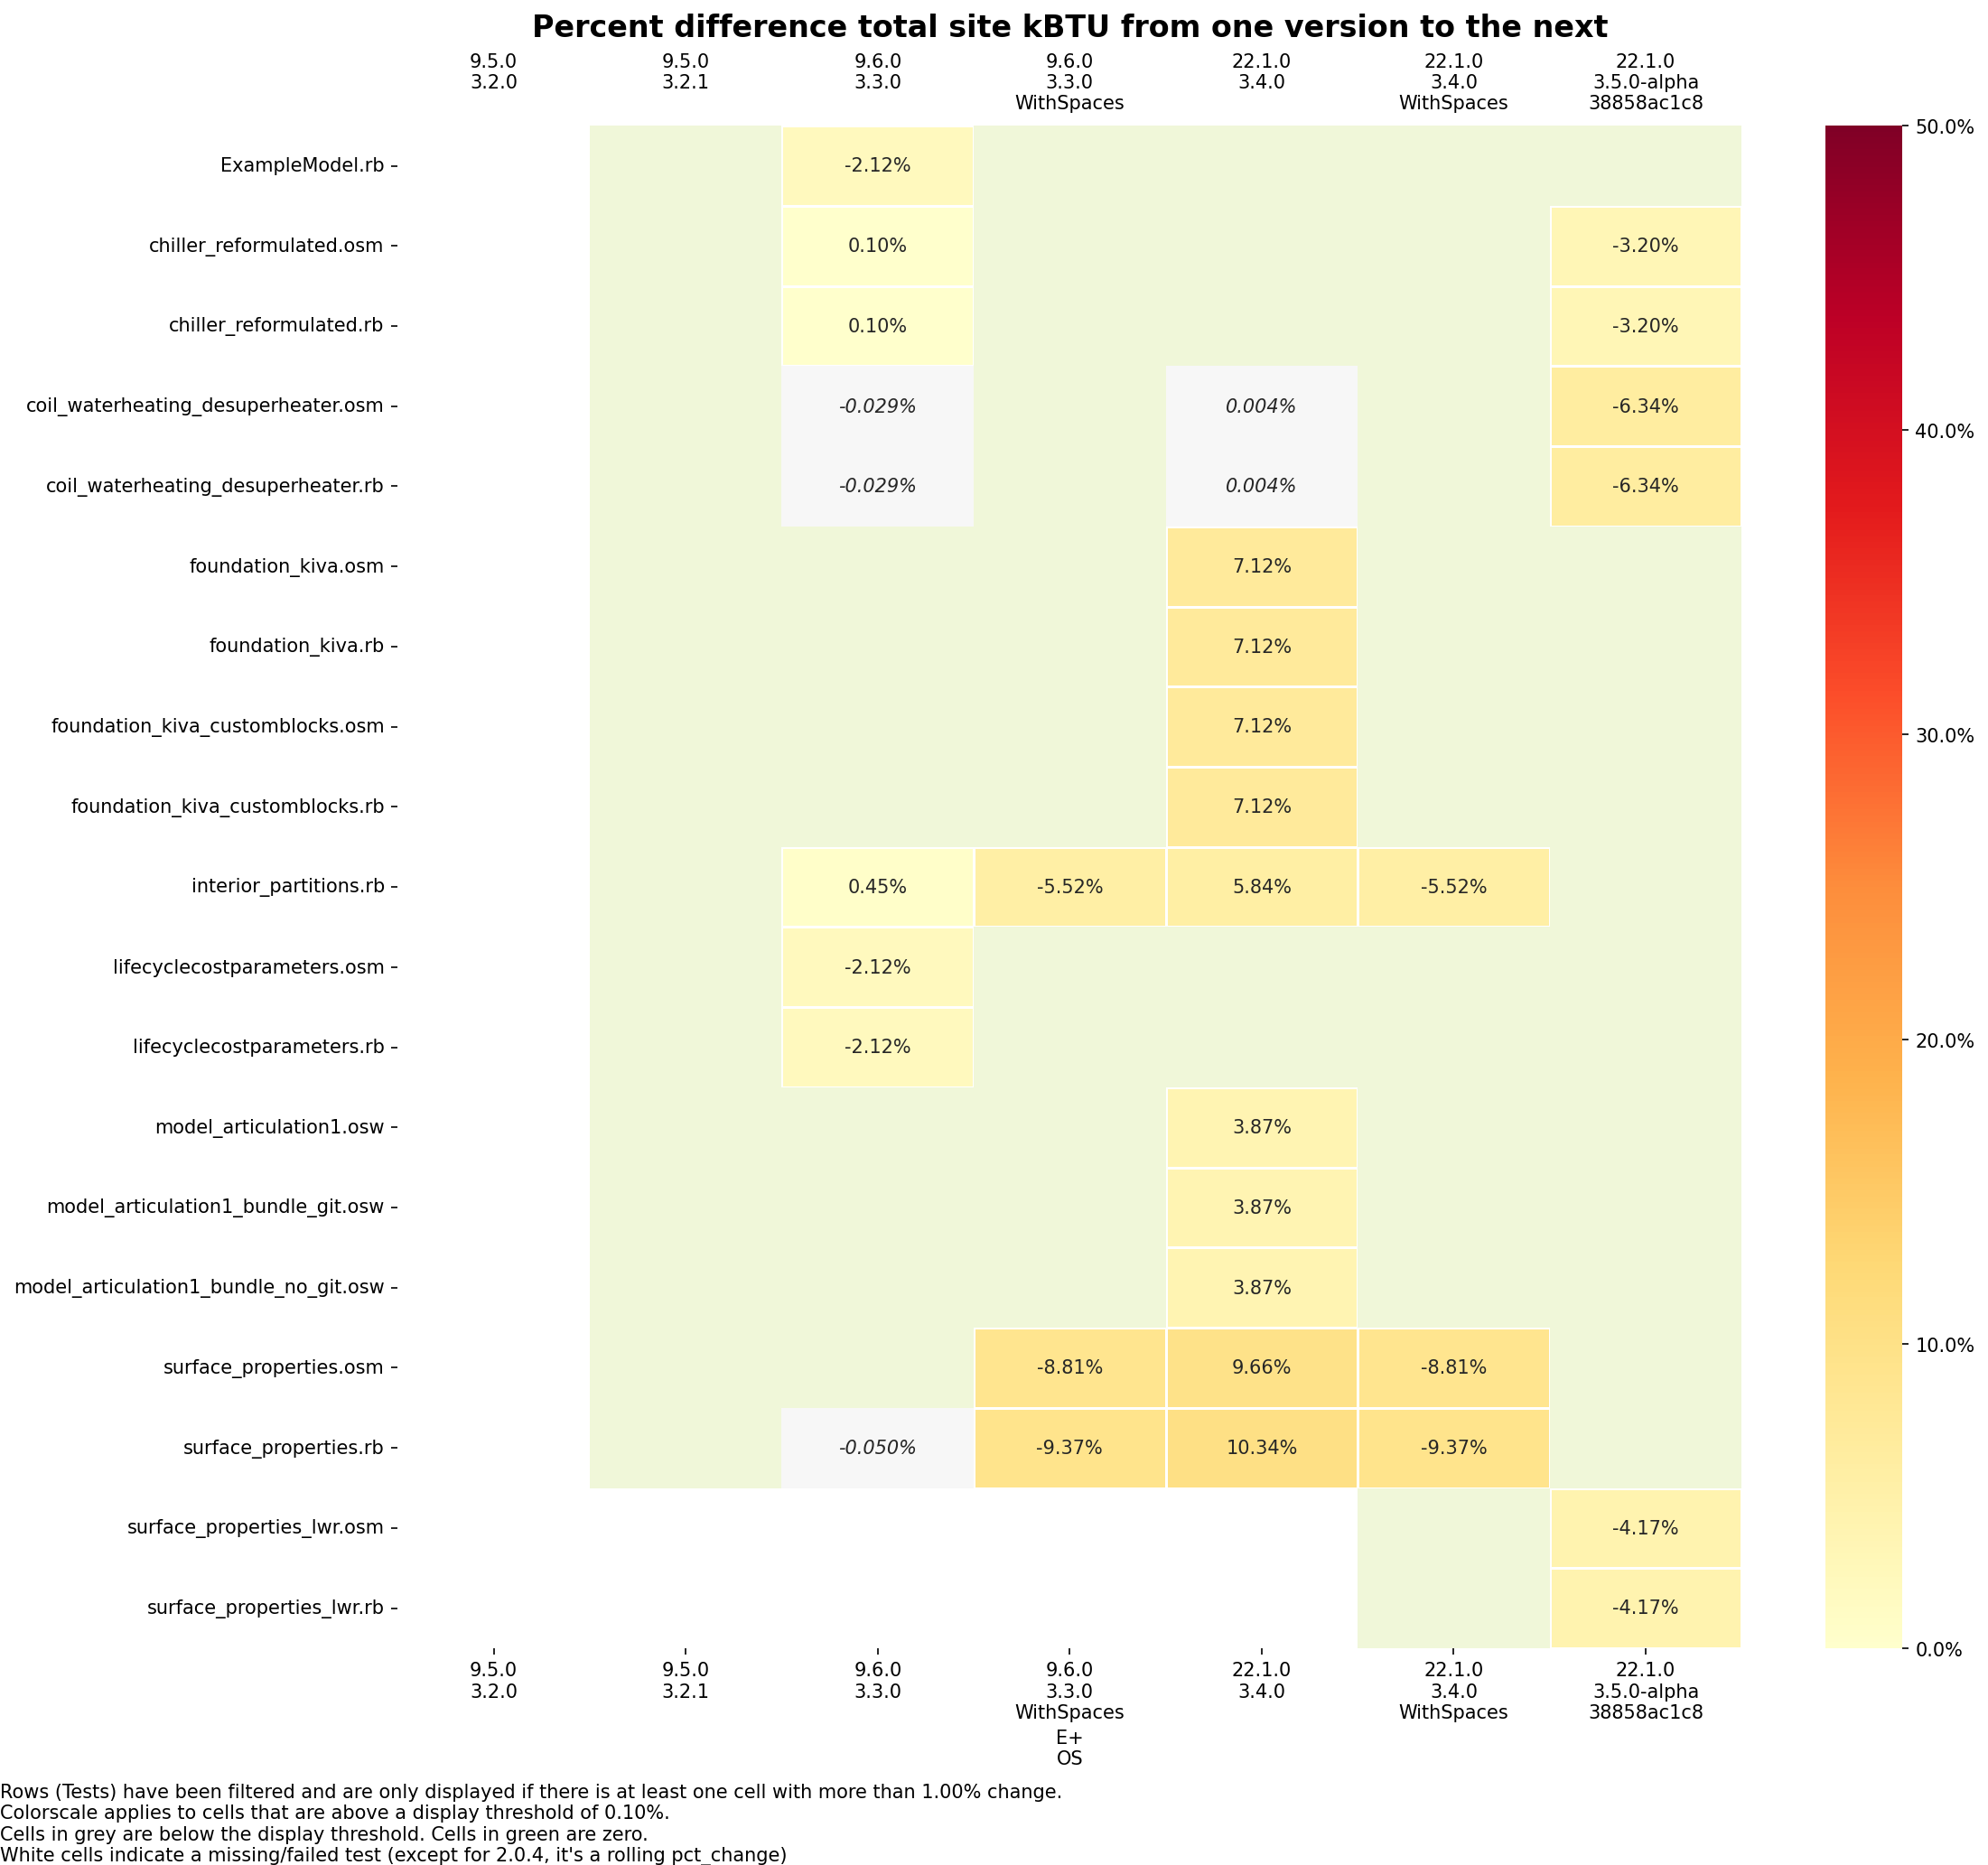 Percent difference total site kBTU from one version to the next
9.5.0 9.5.0 9.6.0 9.6.0 22.1.0 22.1.0 22.1.0
3.2.0 3.2.1 3.3.0 3.3.0 3.4.0 3.4.0 3.5.0-alpha
WithSpaces WithSpaces 38858ac1c8
50.0%
ExampleModel.rb -2.12%
chiller_reformulated.osm 0.10% -3.20%
chiller_reformulated.rb 0.10% -3.20%
coil_waterheating_desuperheater.osm -0.029% 0.004% -6.34%
40.0%
coil_waterheating_desuperheater.rb -0.029% 0.004% -6.34%
foundation_kiva.osm 7.12%
foundation_kiva.rb 7.12%
foundation_kiva_customblocks.osm 7.12%
30.0%
foundation_kiva_customblocks.rb 7.12%
interior_partitions.rb 0.45% -5.52% 5.84% -5.52%
lifecyclecostparameters.osm -2.12%
20.0%
lifecyclecostparameters.rb -2.12%
model_articulation1.osw 3.87%
model_articulation1_bundle_git.osw 3.87%
model_articulation1_bundle_no_git.osw 3.87%
10.0%
surface_properties.osm -8.81% 9.66% -8.81%
surface_properties.rb -0.050% -9.37% 10.34% -9.37%
surface_properties_lwr.osm -4.17%
surface_properties_lwr.rb -4.17%
0.0%
9.5.0 9.5.0 9.6.0 9.6.0 22.1.0 22.1.0 22.1.0
3.2.0 3.2.1 3.3.0 3.3.0 3.4.0 3.4.0 3.5.0-alpha
WithSpaces WithSpaces 38858ac1c8
E+
OS
Rows (Tests) have been filtered and are only displayed if there is at least one cell with more than 1.00% change.
Colorscale applies to cells that are above a display threshold of 0.10%.
Cells in grey are below the display threshold. Cells in green are zero.
White cells indicate a missing/failed test (except for 2.0.4, it's a rolling pct_change)